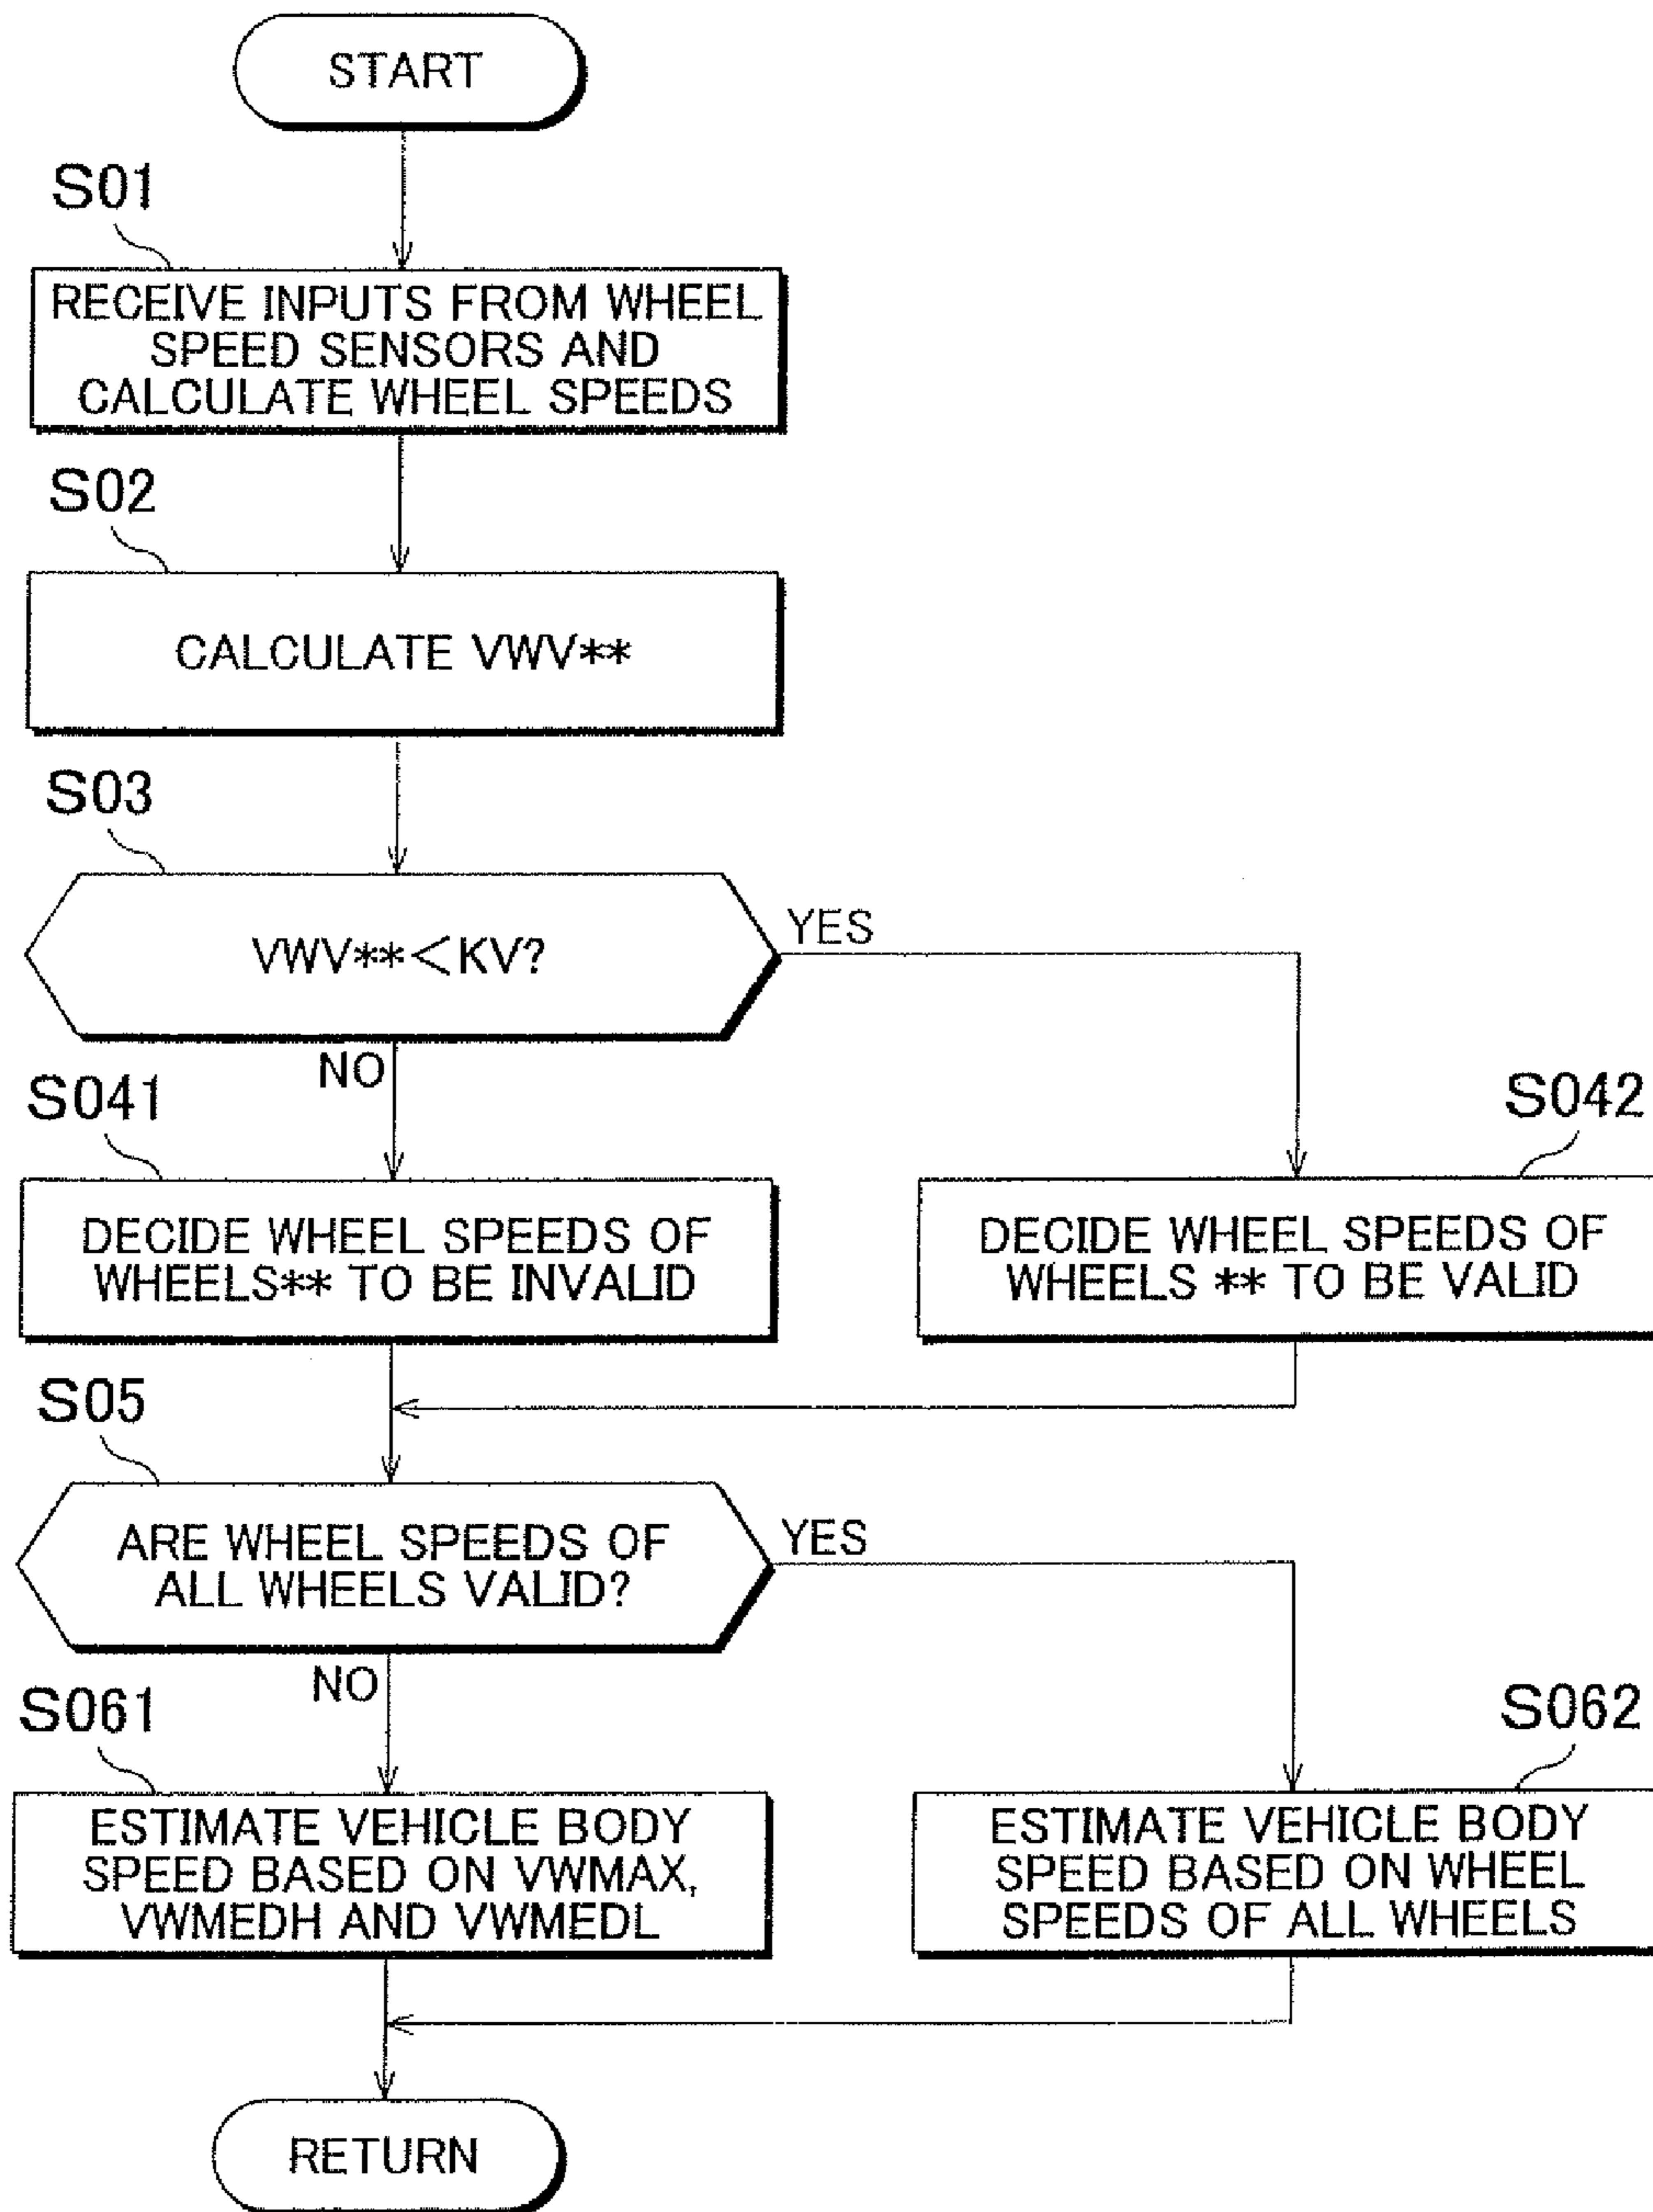 START
S01
RECEIVE INPUTS FROM WHEEL
SPEED SENSORS AND
CALCULATE WHEEL SPEEDS
S02
CALCULATE VWV**
S03
VWV**<KV?
YES
NO
S041
DECIDE WHEEL SPEEDS OF
WHEELS** TO BE INVALID
S042
DECIDE WHEEL SPEEDS OF
WHEELS ** TO BE VALID
S05
ARE WHEEL SPEEDS OF
ALL WHEELS VALID?
YES
NO
S061
ESTIMATE VEHICLE BODY
SPEED BASED ON VWMAX,
VWMEDH AND VWMEDL
S062
ESTIMATE VEHICLE BODY
SPEED BASED ON WHEEL
SPEEDS OF ALL WHEELS
RETURN